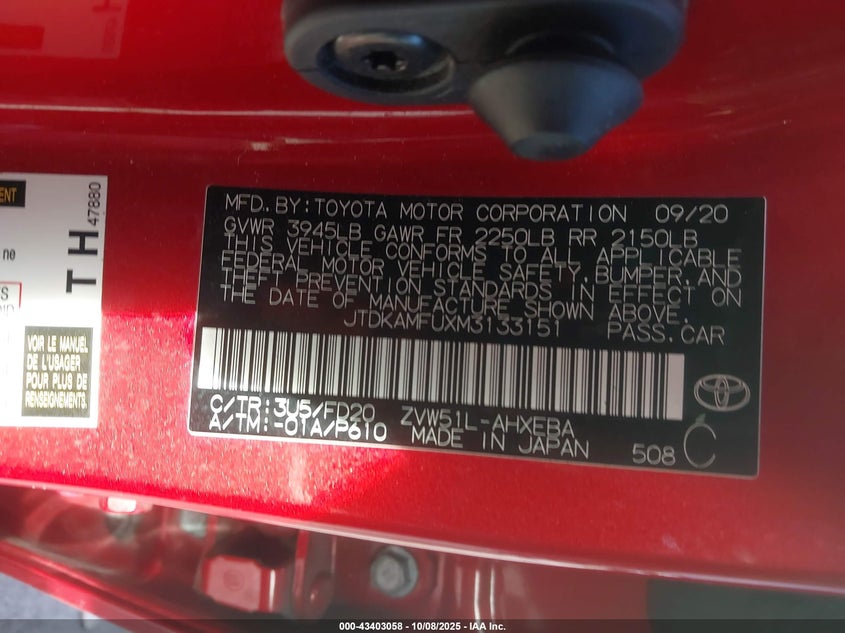 ENT
ne
TS
TH
47880
VOIR LE MANUEL
DE L'USAGER
POUR PLUS DE
RENSEIGNEMENTS
MFD. BY: TOYOTA MOTOR CORPORATION 09/20
GVWR 3945LB GAWR FR 2250LB RR 2150LB
THIS VEHICLE CONFORMS TO ALL APPLICABLE
FEDERAL MOTOR VEHICLE SAFETY, BUMPER, AND
THEFT PREVENTION STANDARDS IN EFFECT ON
THE DATE OF MANUFACTURE SHOWN ABOVE.
JTDKAMFUXM3133151 PASS.CAR
C/TR: 3U5/FD20 ZVW51L-AHXEBA
A/TM: -01A/P610 MADE IN JAPAN 508 C
000-43403058 - 10/08/2025 - IAA Inc.